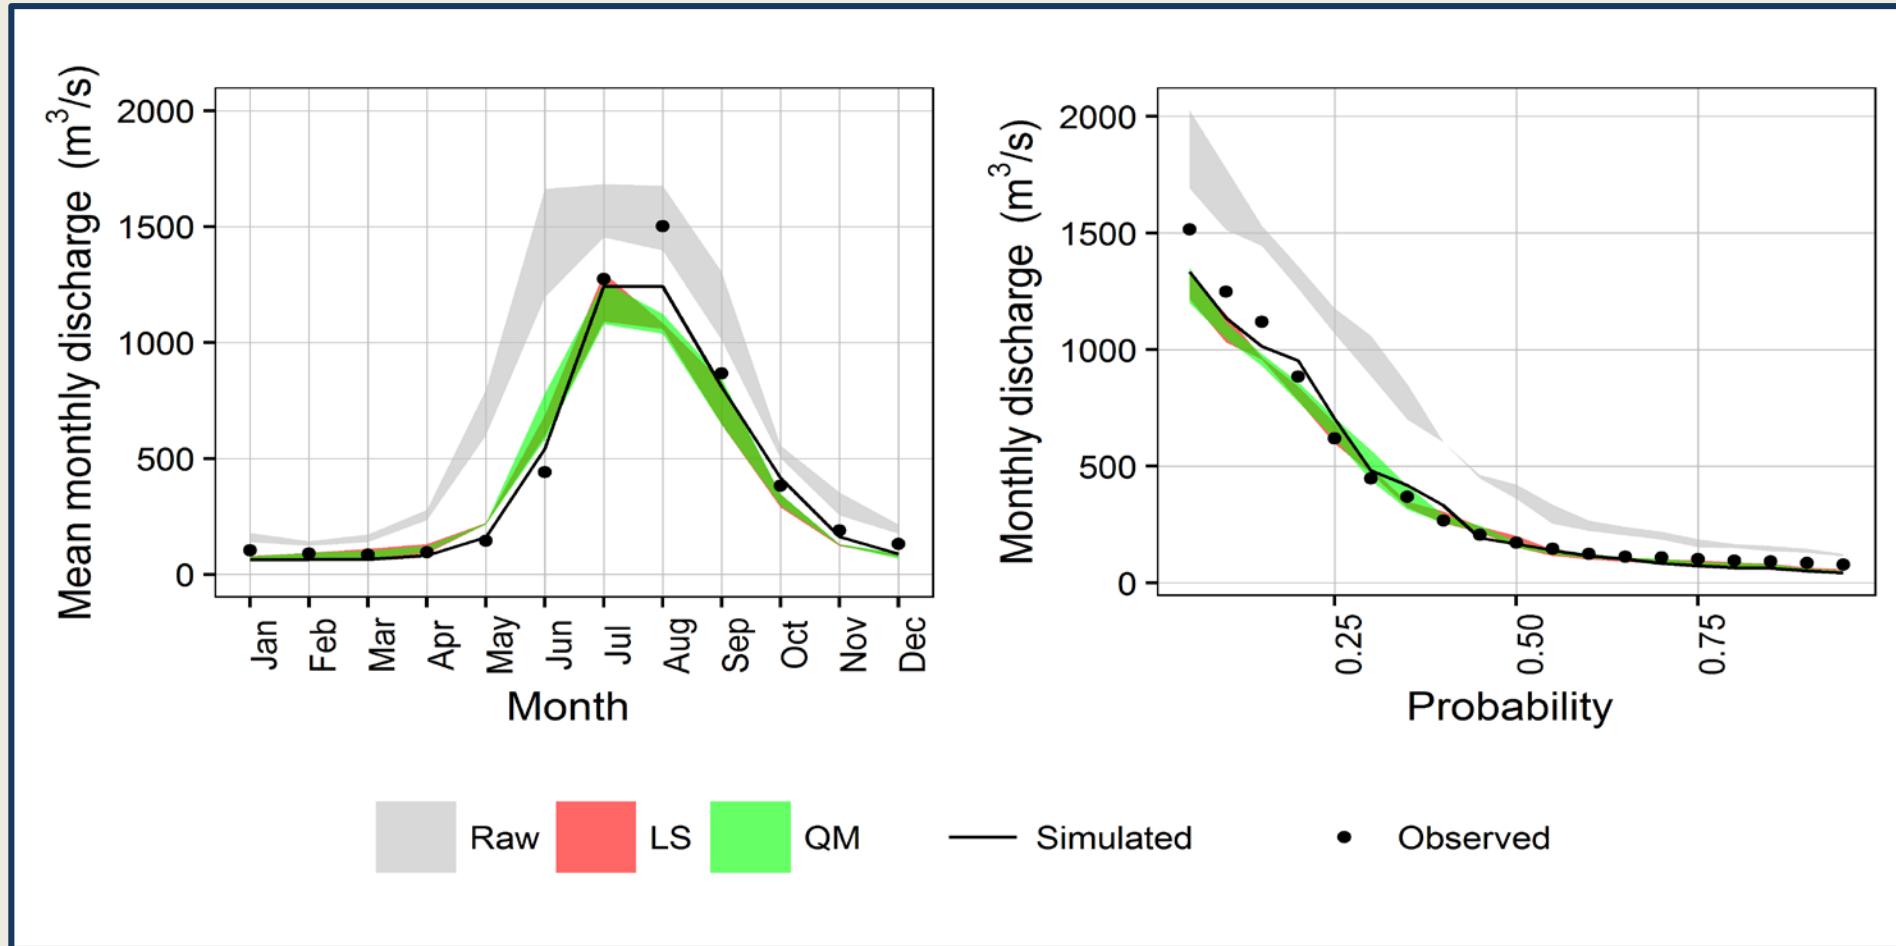 Mean monthly discharge (m³/s)
2000
1500
1000
500
0
Jan
Feb
Mar
Apr
May
Jun
Jul
Aug
Sep
Oct
Nov
Dec
Month
Monthly discharge (m³/s)
2000
1500
1000
500
0
0.25
0.50
0.75
Probability
Raw LS QM Simulated Observed